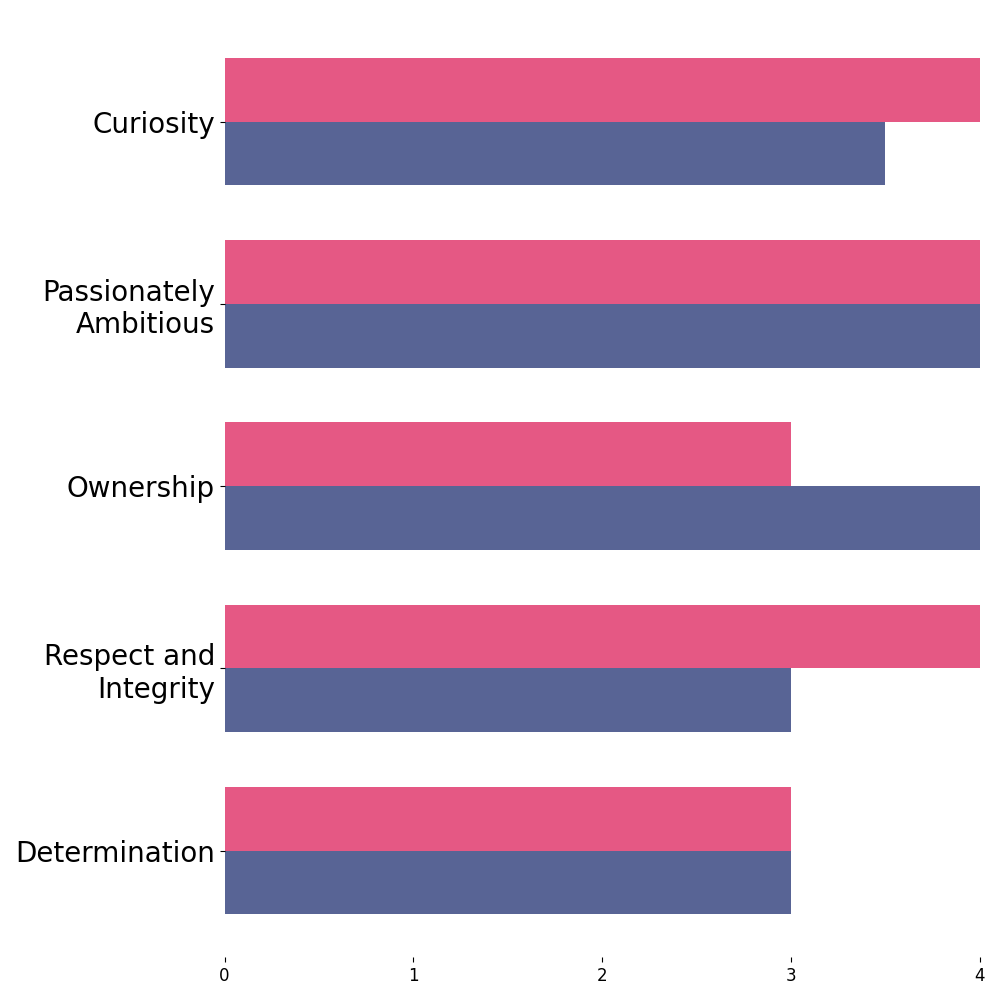 Curiosity
Passionately
Ambitious
Ownership
Respect and
Integrity
Determination
0 1 2 3 4